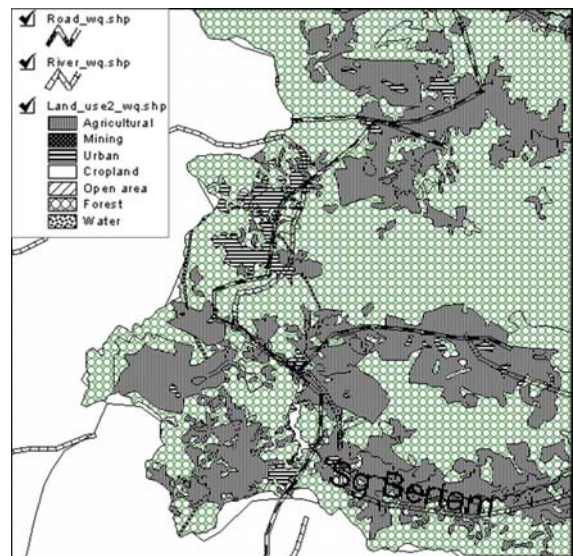 Road_wq.shp
River_wq.shp
Land_use2_wq.shp
Agricultural
Mining
Urban
Cropland
Open area
Forest
Water
Sg Bertam